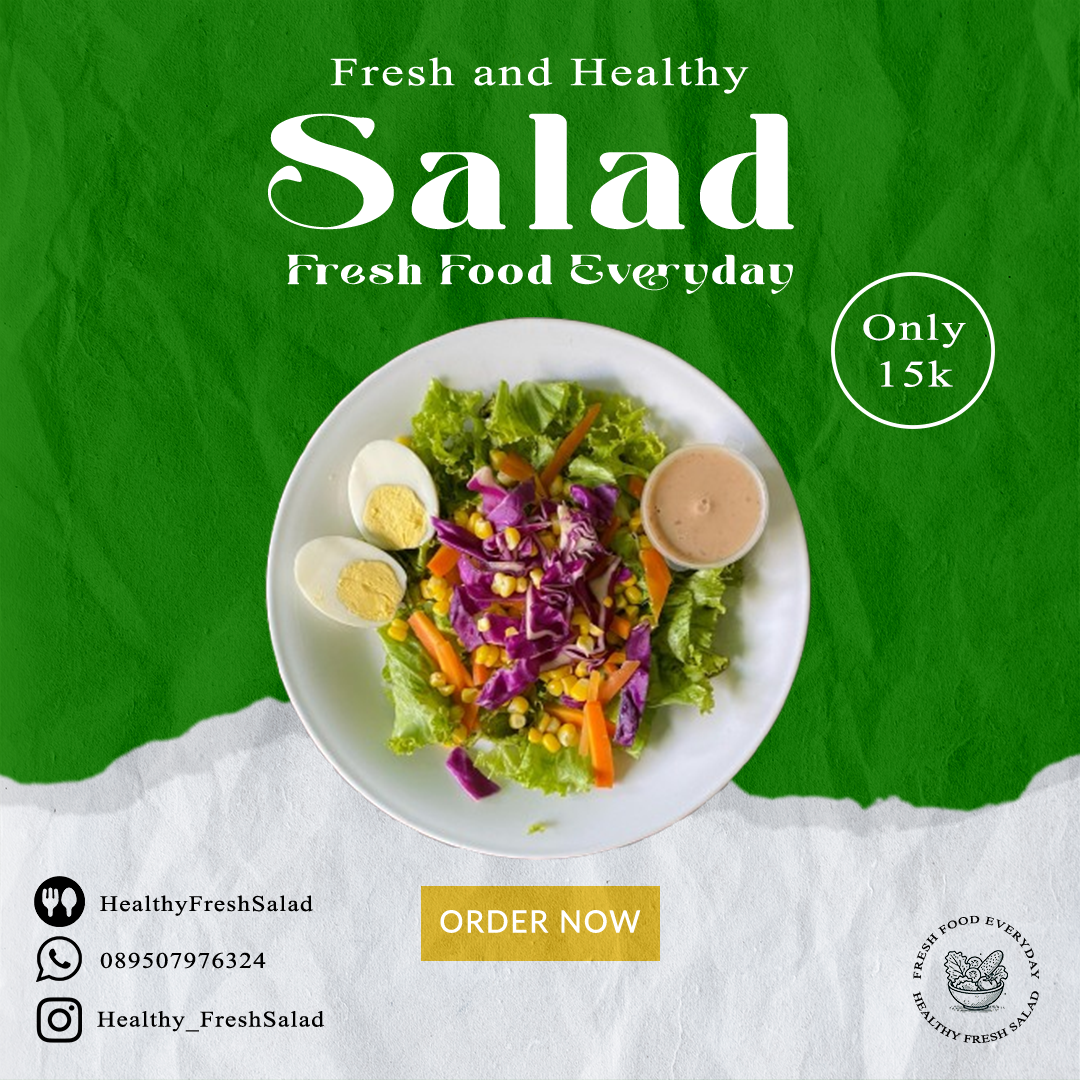 Fresh and Healthy
Salad
Fresh Food Everyday
Only
15k
HealthyFreshSalad
089507976324
Healthy_FreshSalad
ORDER NOW
FRESH FOOD EVERYDAY
HEALTHY FRESH SALAD